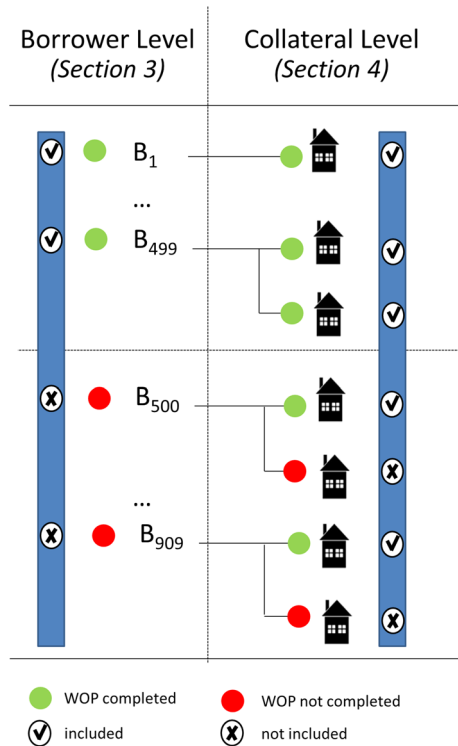 Borrower Level
(Section 3)
Collateral Level
(Section 4)
B1
...
B499
B500
...
B909
WOP completed
WOP not completed
included
not included